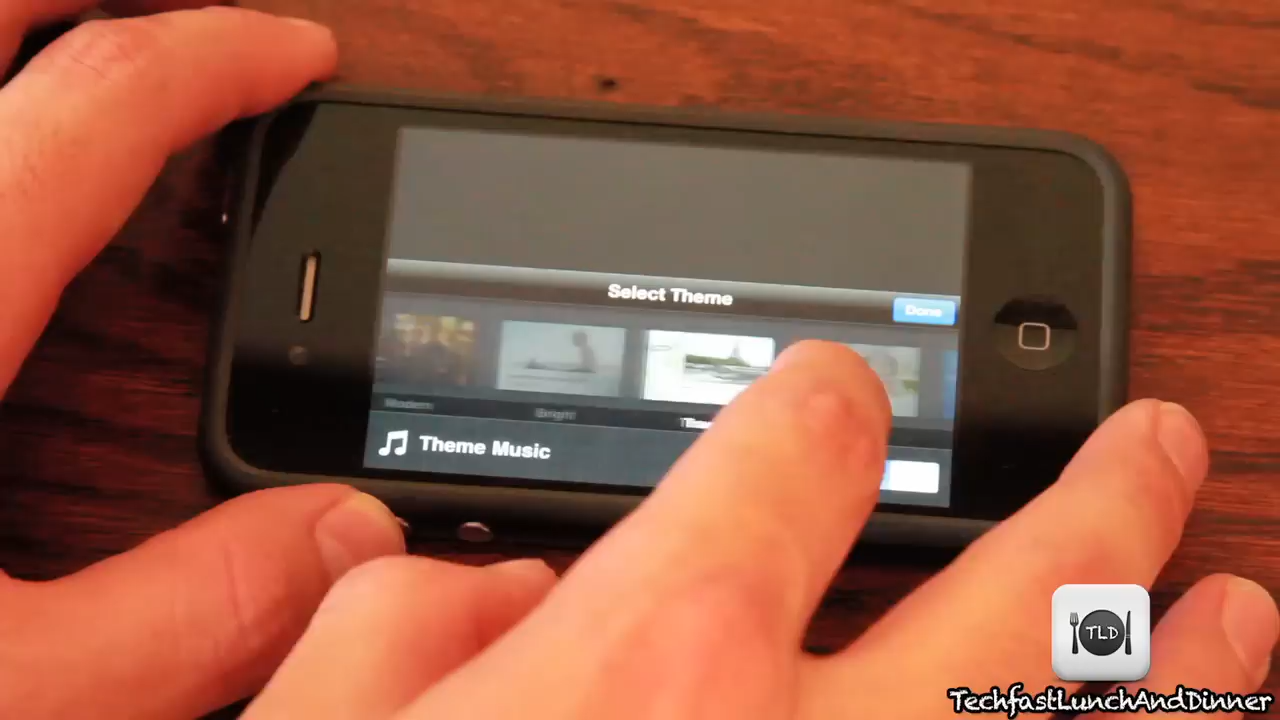 Select Theme
Done
Modern
Bright
Theme Music
TLD
TechfastLunchAndDinner